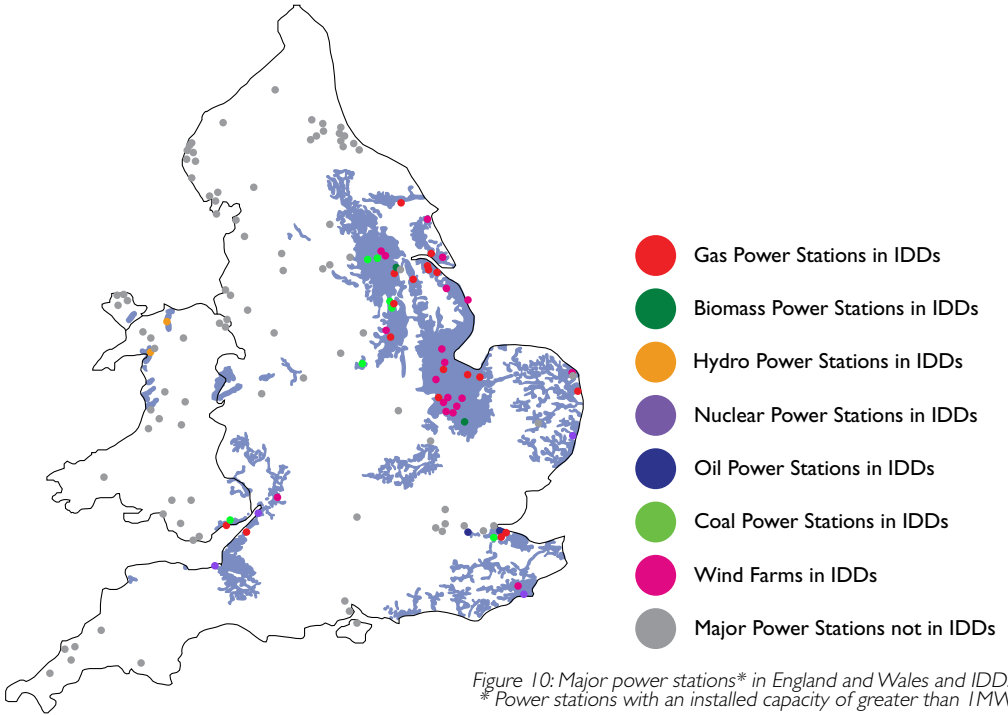 Gas Power Stations in IDDs
Biomass Power Stations in IDDs
Hydro Power Stations in IDDs
Nuclear Power Stations in IDDs
Oil Power Stations in IDDs
Coal Power Stations in IDDs
Wind Farms in IDDs
Major Power Stations not in IDDs
Figure 10: Major power stations* in England and Wales and IDD
* Power stations with an installed capacity of greater than 1MW